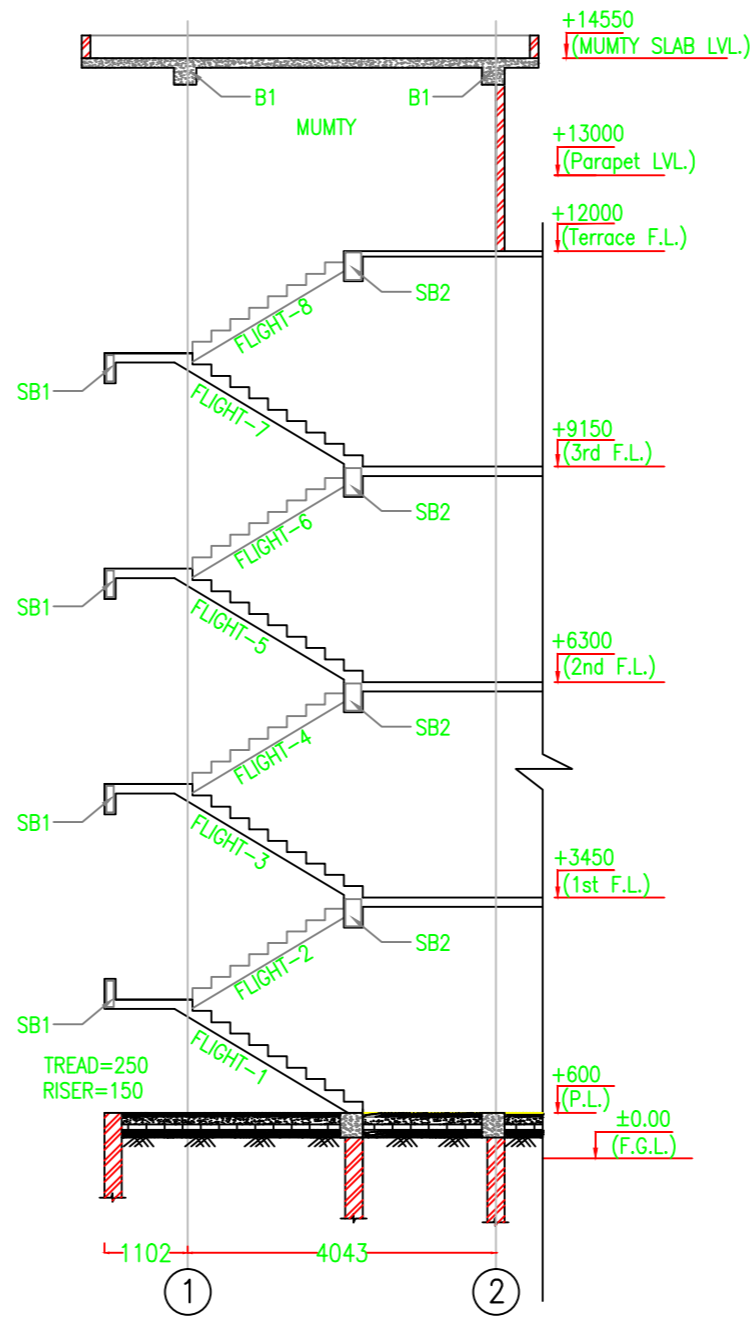 +14550
(MUMTY SLAB LVL.)
B1
B1
MUMTY
+13000
(Parapet LVL.)
+12000
(Terrace F.L.)
SB2
FLIGHT-8
SB1
FLIGHT-7
+9150
(3rd F.L.)
SB2
FLIGHT-6
SB1
FLIGHT-5
+6300
(2nd F.L.)
SB2
FLIGHT-4
SB1
FLIGHT-3
+3450
(1st F.L.)
SB2
FLIGHT-2
SB1
FLIGHT-1
TREAD=250
RISER=150
+600
(P.L.)
±0.00
(F.G.L.)
1102
4043
1
2